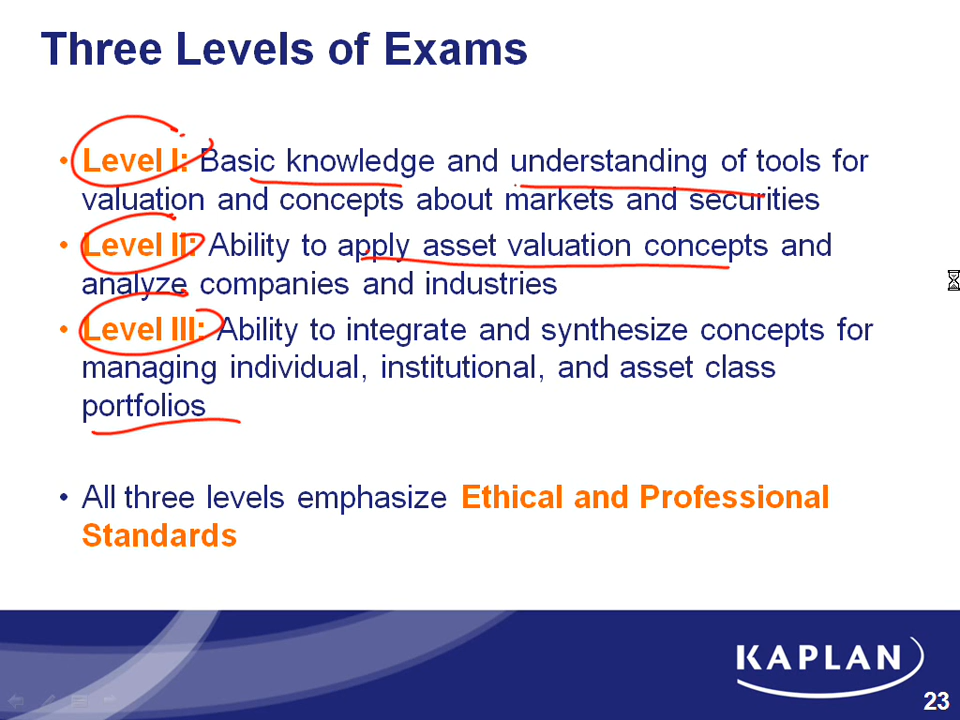 Three Levels of Exams
• Level I: Basic knowledge and understanding of tools for
valuation and concepts about markets and securities
• Level II: Ability to apply asset valuation concepts and
analyze companies and industries
• Level III: Ability to integrate and synthesize concepts for
managing individual, institutional, and asset class
portfolios
• All three levels emphasize Ethical and Professional
Standards
KAPLAN
23